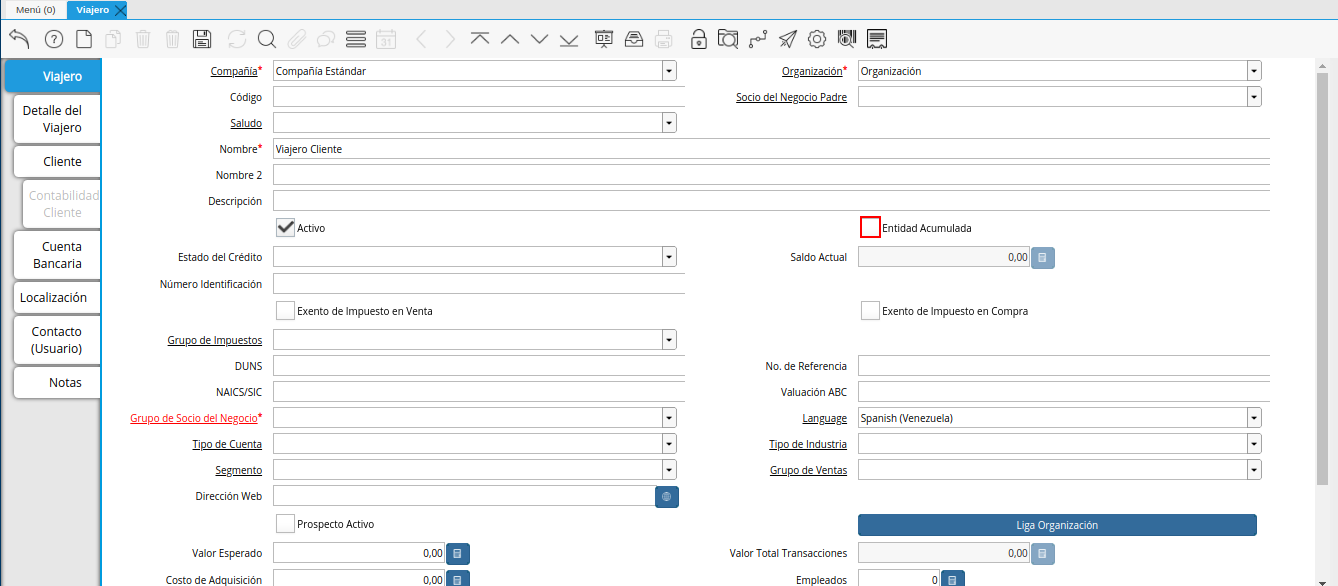 Menú (0)
Viajero
31
Viajero
Detalle del
Viajero
Cliente
Contabilidad
Cliente
Cuenta
Bancaria
Localización
Contacto
(Usuario)
Notas
Compañía* Compañía Estándar Organización* Organización
Código Socio del Negocio Padre
Saludo
Nombre* Viajero Cliente
Nombre 2
Descripción
Activo Entidad Acumulada
Estado del Crédito Saldo Actual 0,00
Número Identificación
Exento de Impuesto en Venta Exento de Impuesto en Compra
Grupo de Impuestos
DUNS No. de Referencia
NAICS/SIC Valuación ABC
Grupo de Socio del Negocio* Language Spanish (Venezuela)
Tipo de Cuenta Tipo de Industria
Segmento Grupo de Ventas
Dirección Web
Prospecto Activo Liga Organización
Valor Esperado 0,00 Valor Total Transacciones 0,00
Costo de Adquisición 0,00 Empleados 0